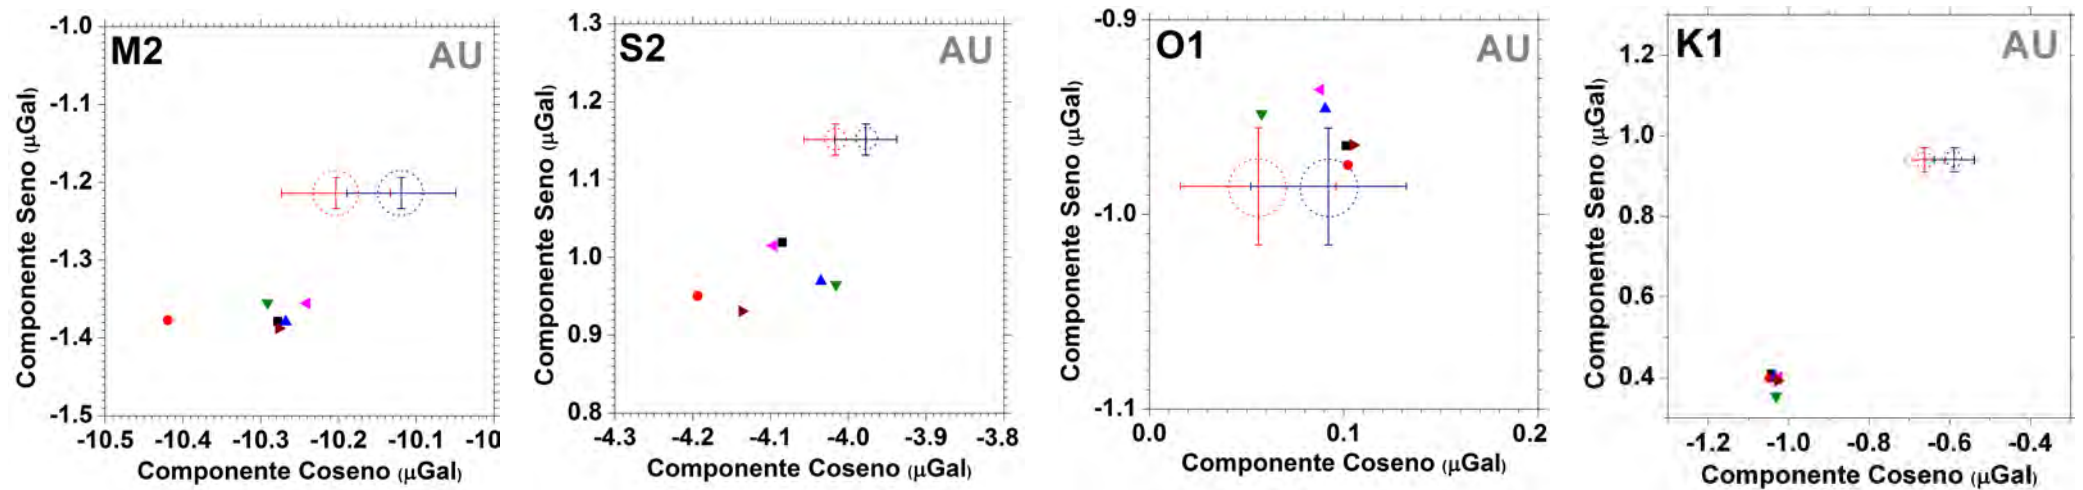 M2
AU
-1.0
-1.1
-1.2
-1.3
-1.4
-1.5
Componente Seno (μGal)
-10.5 -10.4 -10.3 -10.2 -10.1 -10
Componente Coseno (μGal)
S2
AU
1.3
1.2
1.1
1.0
0.9
0.8
Componente Seno (μGal)
-4.3 -4.2 -4.1 -4.0 -3.9 -3.8
Componente Coseno (μGal)
O1
AU
-0.9
-1.0
-1.1
Componente Seno (μGal)
0.0 0.1 0.2
Componente Coseno (μGal)
K1
AU
1.2
1.0
0.8
0.6
0.4
Componente Seno (μGal)
-1.2 -1.0 -0.8 -0.6 -0.4
Componente Coseno (μGal)